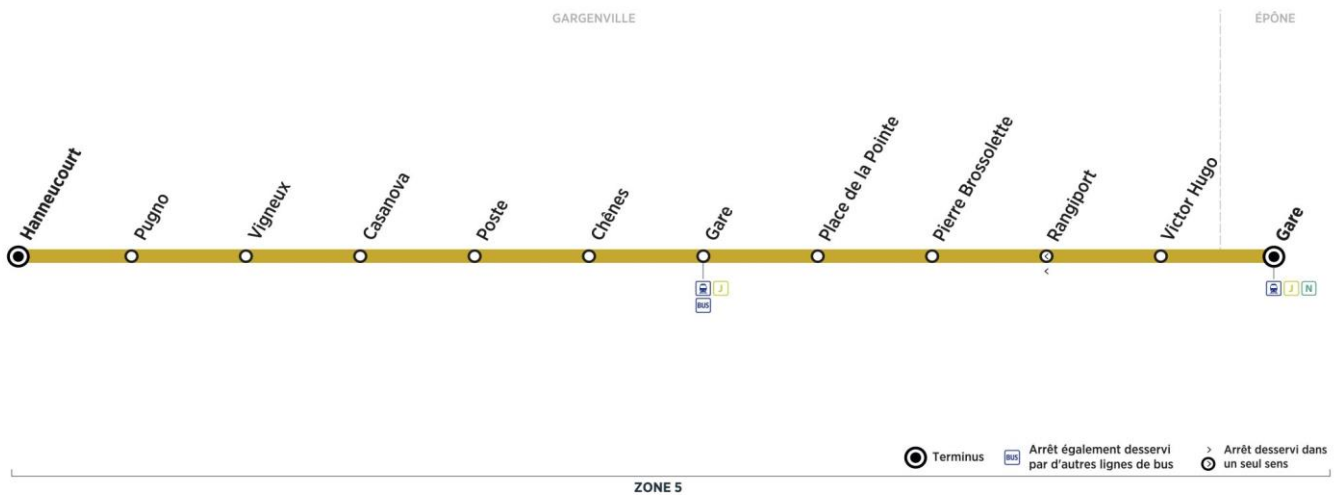 GARGENVILLE
ÉPÔNE
Hanneucourt
Pugno
Vigneux
Casanova
Poste
Chênes
Gare
Place de la Pointe
Pierre Brossolette
Rangiport
Victor Hugo
Gare
J
BUS
J N
Terminus
BUS
Arrêt également desservi
par d'autres lignes de bus
Arrêt desservi dans
un seul sens
ZONE 5